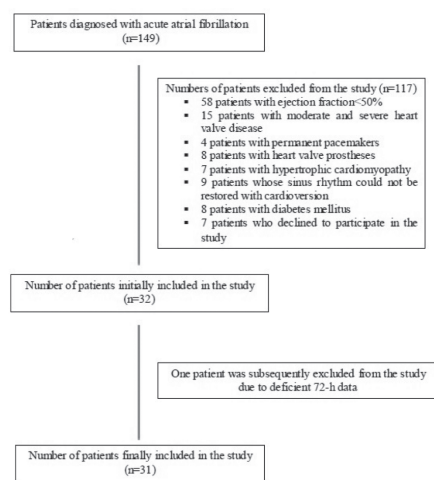 Patients diagnosed with acute atrial fibrillation
(n=149)
Numbers of patients excluded from the study (n=117)
▪ 58 patients with ejection fraction<50%
▪ 15 patients with moderate and severe heart
valve disease
▪ 4 patients with permanent pacemakers
▪ 8 patients with heart valve prostheses
▪ 7 patients with hypertrophic cardiomyopathy
▪ 9 patients whose sinus rhythm could not be
restored with cardioversion
▪ 8 patients with diabetes mellitus
▪ 7 patients who declined to participate in the
study
Number of patients initially included in the study
(n=32)
One patient was subsequently excluded from the study
due to deficient 72-h data
Number of patients finally included in the study
(n=31)